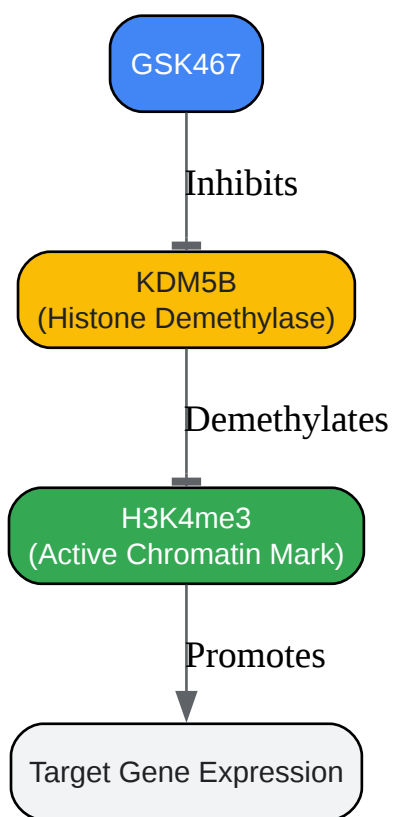 GSK467
Inhibits
KDM5B
(Histone Demethylase)
Demethylates
H3K4me3
(Active Chromatin Mark)
Promotes
Target Gene Expression